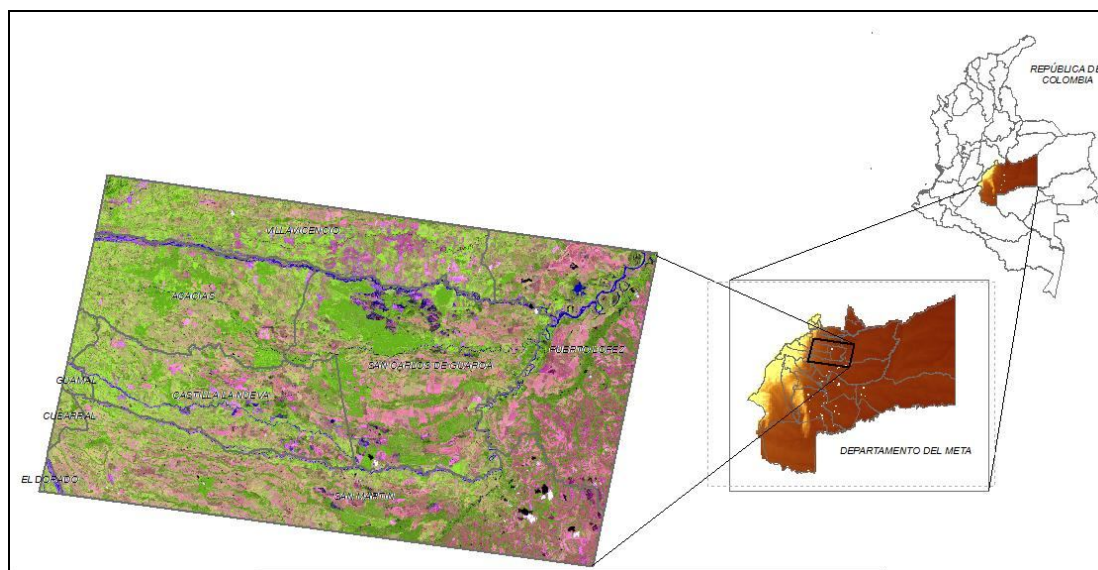 REPÚBLICA DE
COLOMBIA
VILLAVICENCIO
ACACIAS
PUERTO LOPEZ
SAN CARLOS DE GUAROA
GUAMAL
CASTILLA LA NUEVA
CUBARRAL
DEPARTAMENTO DEL META
EL DORADO
SAN MARTIN